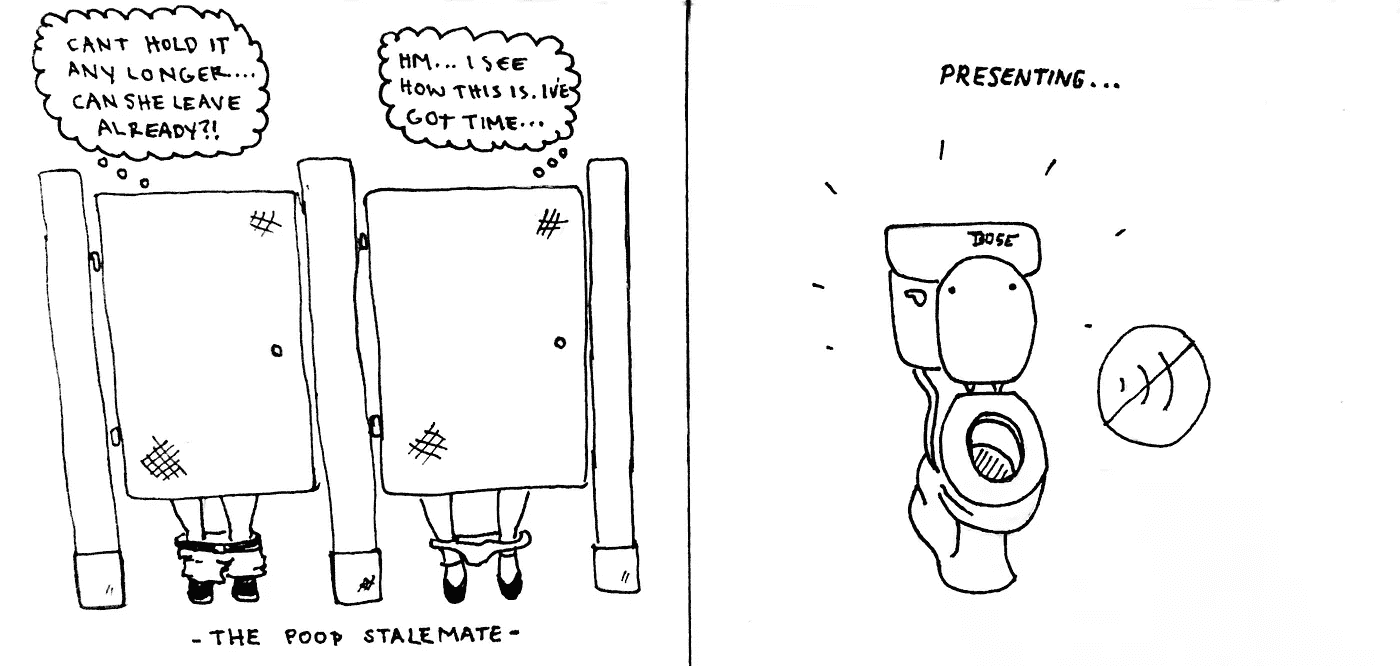 CANT HOLD IT
ANY LONGER...
CAN SHE LEAVE
ALREADY?!
HM... I SEE
HOW THIS IS. I'VE
GOT TIME...
- THE POOP STALEMATE -
PRESENTING...
BOSE